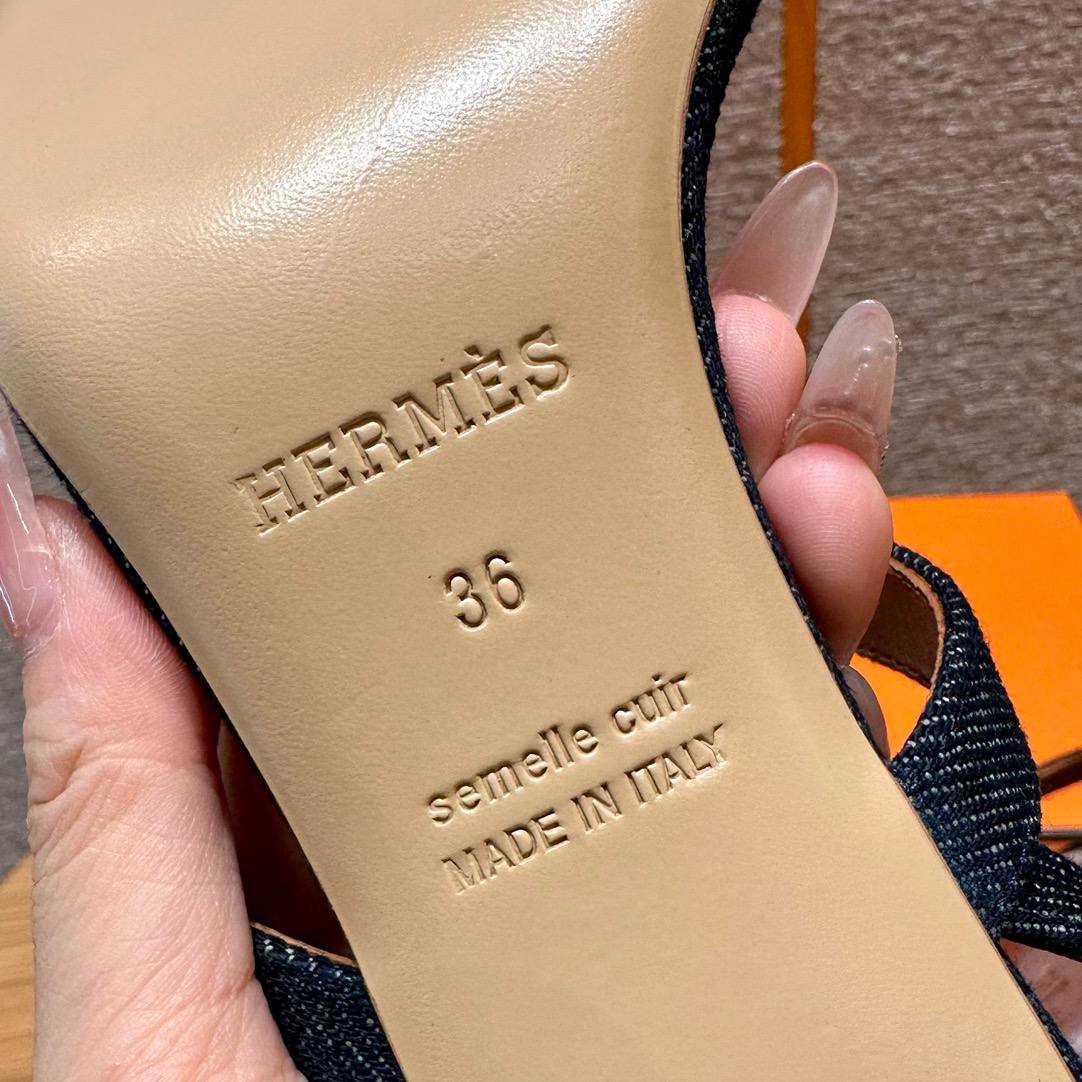 HERMÈS
36
semelle cuir
MADE IN ITALY